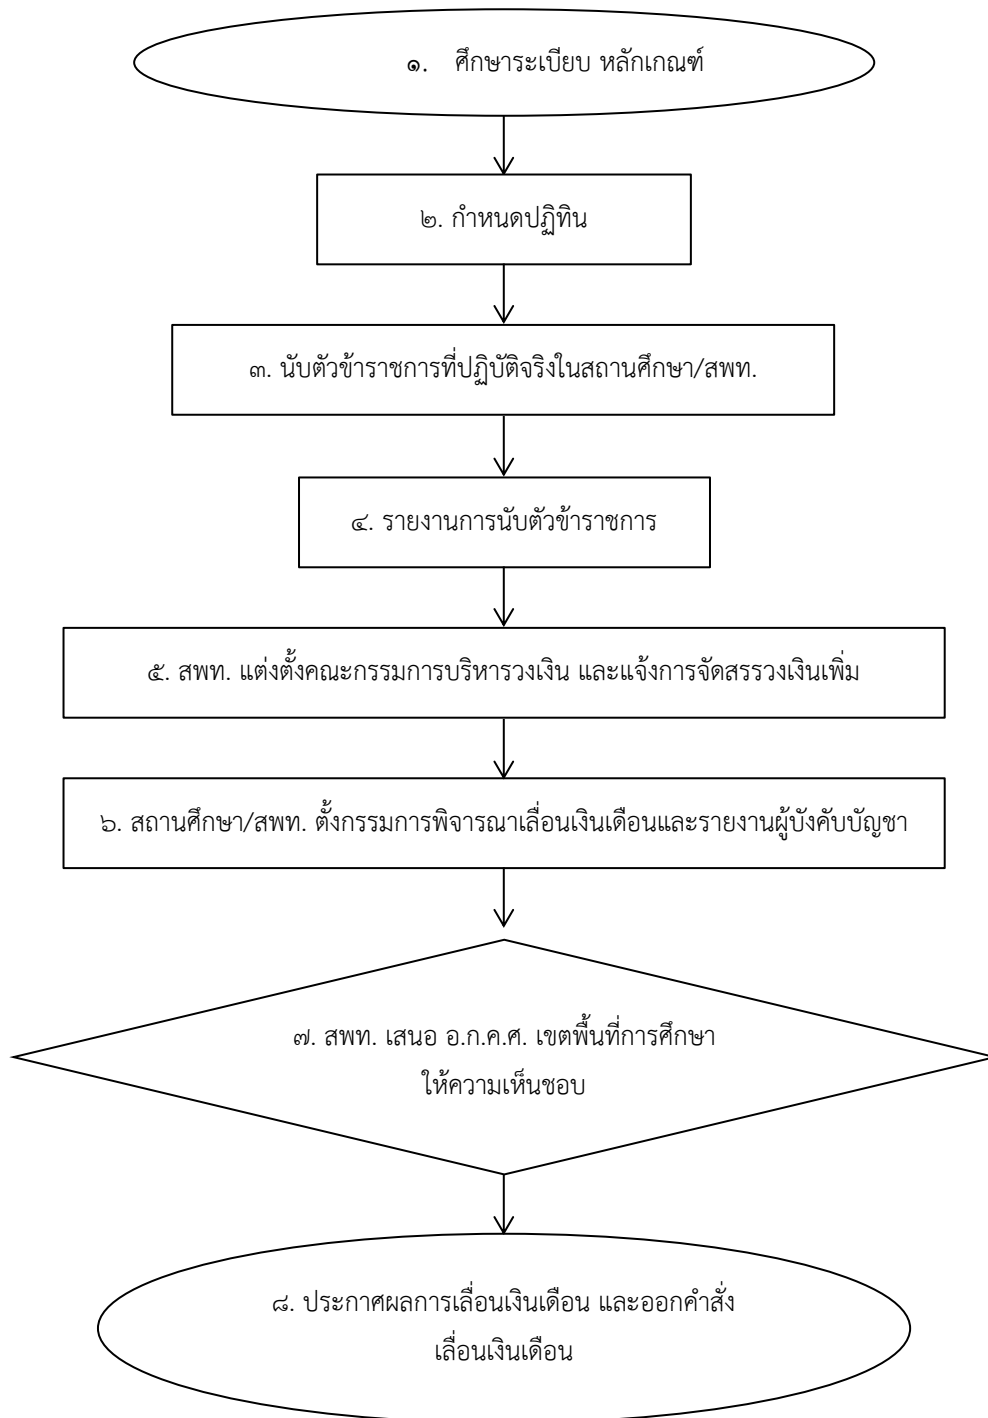 ๑. ศึกษาระเบียบ หลักเกณฑ์
๒. กำหนดปฏิทิน
๓. นับตัวข้าราชการที่ปฏิบัติจริงในสถานศึกษา/สพท.
๔. รายงานการนับตัวข้าราชการ
๕. สพท. แต่งตั้งคณะกรรมการบริหารวงเงิน และแจ้งการจัดสรรวงเงินเพิ่ม
๖. สถานศึกษา/สพท. ตั้งกรรมการพิจารณาเลื่อนเงินเดือนและรายงานผู้บังคับบัญชา
๗. สพท. เสนอ อ.ก.ค.ศ. เขตพื้นที่การศึกษา
ให้ความเห็นชอบ
๘. ประกาศผลการเลื่อนเงินเดือน และออกคำสั่ง
เลื่อนเงินเดือน